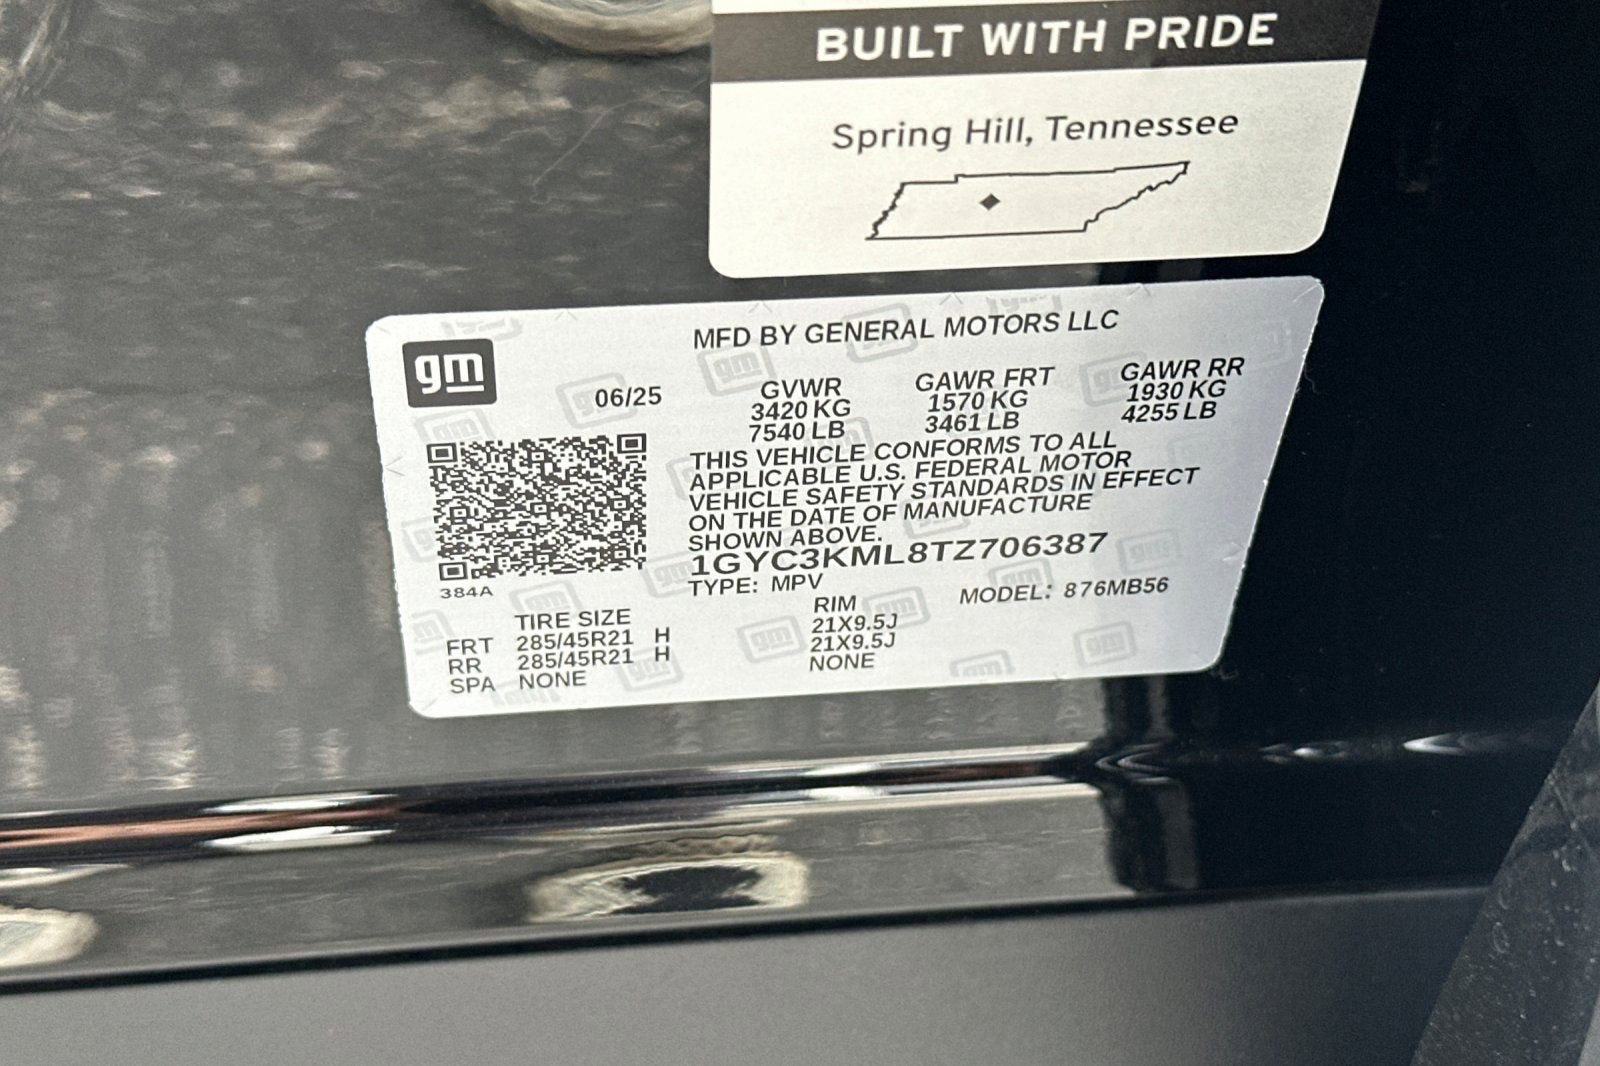 BUILT WITH PRIDE
Spring Hill, Tennessee
gm
MFD BY GENERAL MOTORS LLC
06/25
GVWR GAWR FRT GAWR RR
3420 KG 1570 KG 1930 KG
7540 LB 3461 LB 4255 LB
THIS VEHICLE CONFORMS TO ALL
APPLICABLE U.S. FEDERAL MOTOR
VEHICLE SAFETY STANDARDS IN EFFECT
ON THE DATE OF MANUFACTURE
SHOWN ABOVE.
1GYC3KML8TZ706387
TYPE: MPV MODEL: 876MB56
384A
TIRE SIZE RIM
FRT 285/45R21 H 21X9.5J
RR 285/45R21 H 21X9.5J
SPA NONE NONE